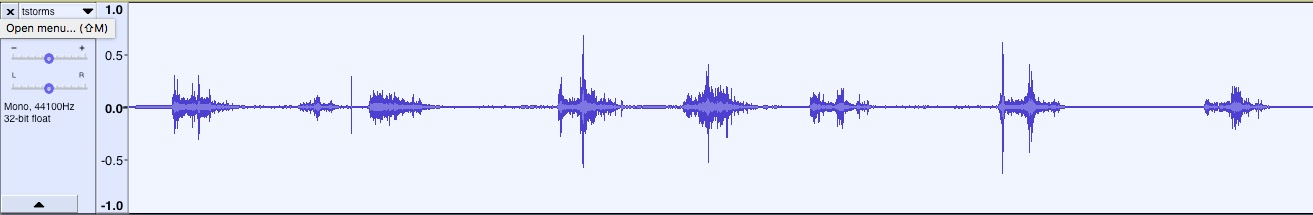 × tstorms
Open menu... (⇧M)
- +
L R
Mono, 44100Hz
32-bit float
1.0
0.5
0.0
-0.5
-1.0